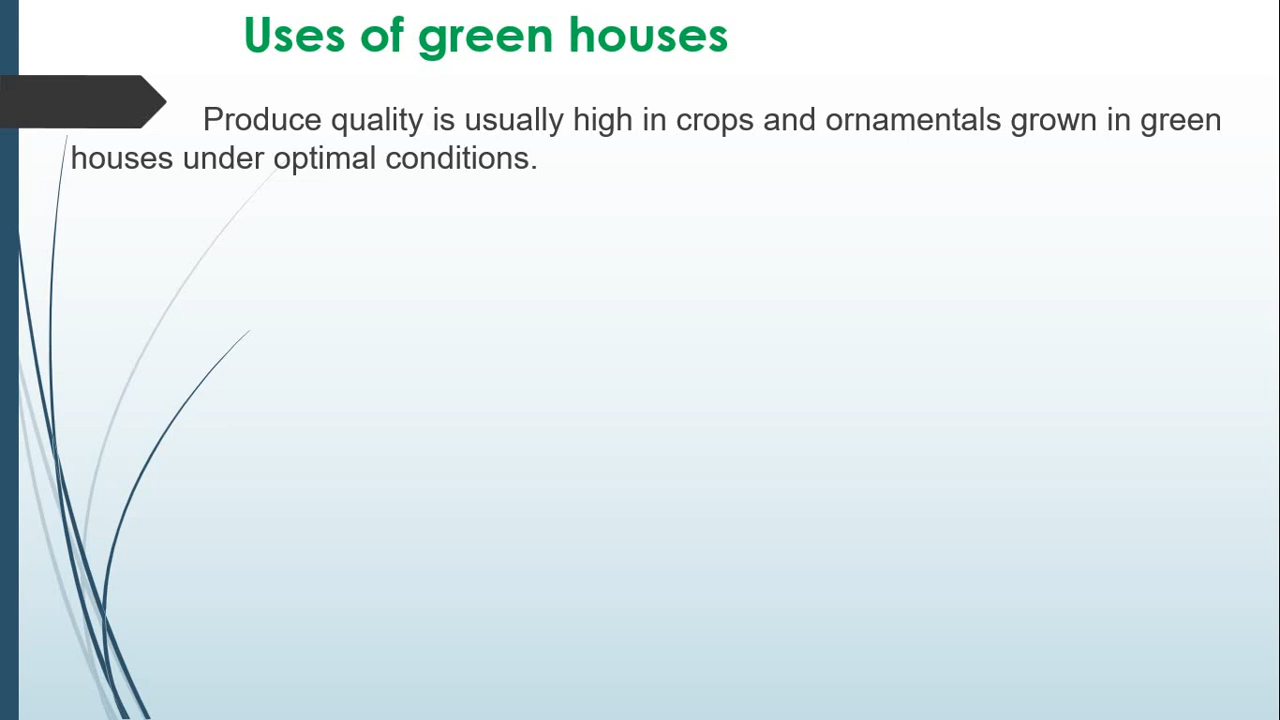 Uses of green houses
Produce quality is usually high in crops and ornamentals grown in green
houses under optimal conditions.